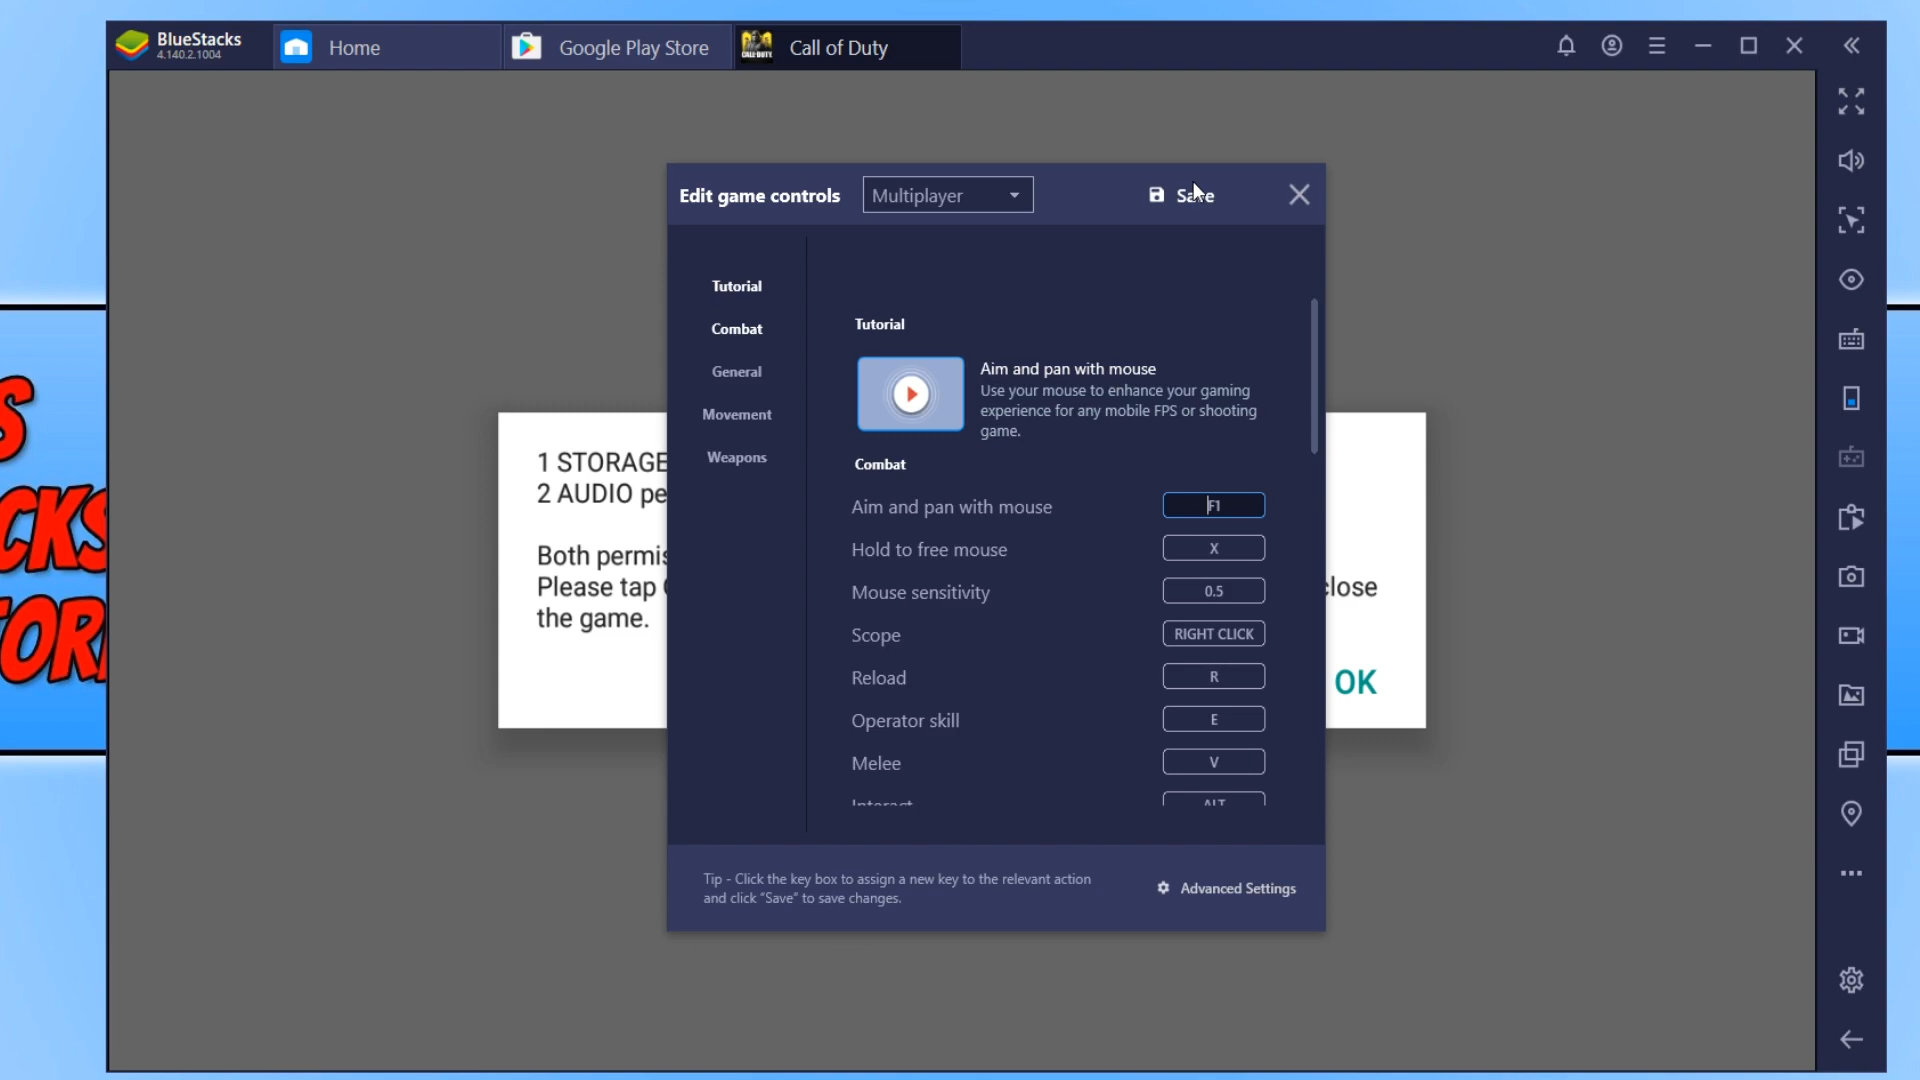 BlueStacks
4.140.2.1004
Home
Google Play Store
Call of Duty
Edit game controls
Multiplayer
Save
Tutorial
Combat
General
Movement
Weapons
Tutorial
Aim and pan with mouse
Use your mouse to enhance your gaming
experience for any mobile FPS or shooting
game.
Combat
Aim and pan with mouse F1
Hold to free mouse X
Mouse sensitivity 0.5
Scope RIGHT CLICK
Reload R
Operator skill E
Melee V
Interact ALT
Tip - Click the key box to assign a new key to the relevant action
and click "Save" to save changes.
Advanced Settings
1 STORAGE
2 AUDIO pe
Both permis
Please tap close
the game.
OK
S
CKS
TOR